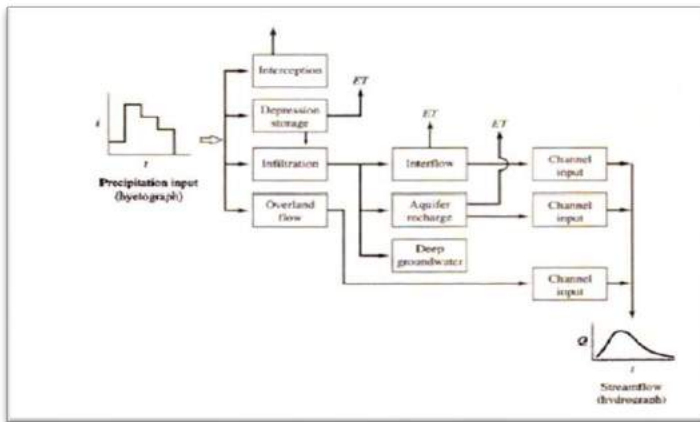 Interception
ET
Depression
storage
ET
ET
i
t
Precipitation input
(hyetograph)
Infiltration
Interflow
Channel
input
Overland
flow
Aquifer
recharge
Channel
input
Deep
groundwater
Channel
input
Q
t
Streamflow
(hydrograph)